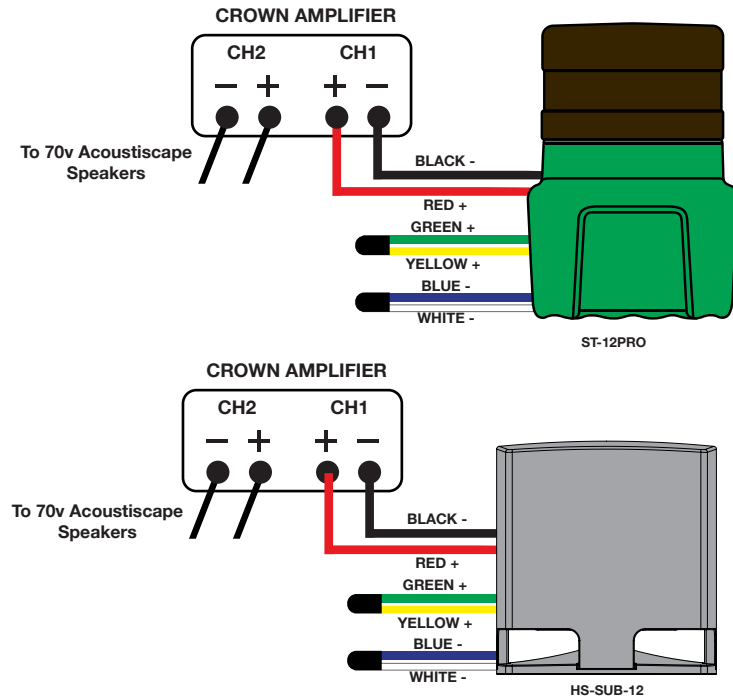 CROWN AMPLIFIER
CH2 CH1
− + + −
To 70v Acoustiscape
Speakers
BLACK -
RED +
GREEN +
YELLOW +
BLUE -
WHITE -
ST-12PRO
CROWN AMPLIFIER
CH2 CH1
− + + −
To 70v Acoustiscape
Speakers
BLACK -
RED +
GREEN +
YELLOW +
BLUE -
WHITE -
HS-SUB-12